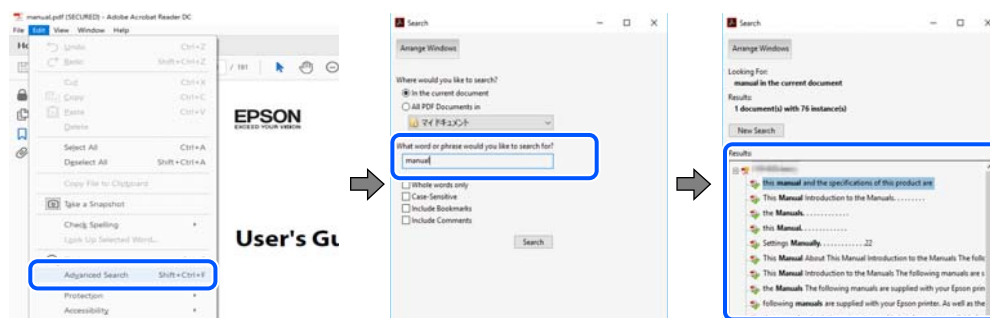 manual.pdf (SECURED) - Adobe Acrobat Reader DC
File Edit View Window Help
Undo Ctrl+Z
Redo Shift+Ctrl+Z
Cut Ctrl+X
Copy Ctrl+C
Paste Ctrl+V
Delete
Select All Ctrl+A
Deselect All Shift+Ctrl+A
Copy File to Clipboard
Take a Snapshot
Check Spelling
Look Up Selected Word...
Advanced Search Shift+Ctrl+F
Protection
Accessibility
/ 181
EPSON
EXCEED YOUR VISION
User's Gu
Search
Arrange Windows
Where would you like to search?
In the current document
All PDF Documents in
マイ ドキュメント
What word or phrase would you like to search for?
manual
Whole words only
Case-Sensitive
Include Bookmarks
Include Comments
Search
Search
Arrange Windows
Looking For:
manual in the current document
Results:
1 document(s) with 76 instance(s)
New Search
Results:
this manual and the specifications of this product are
This Manual Introduction to the Manuals. . . . . . . . .
the Manuals. . . . . . . . . . . .
this Manual. . . . . . . . . . . .
Settings Manually. . . . . . . . . . . .22
This Manual About This Manual Introduction to the Manuals The follo
This Manual Introduction to the Manuals The following manuals are s
the Manuals The following manuals are supplied with your Epson prin
following manuals are supplied with your Epson printer. As well as the